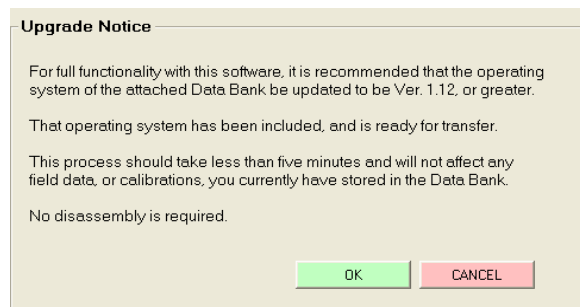 Upgrade Notice
For full functionality with this software, it is recommended that the operating
system of the attached Data Bank be updated to be Ver. 1.12, or greater.
That operating system has been included, and is ready for transfer.
This process should take less than five minutes and will not affect any
field data, or calibrations, you currently have stored in the Data Bank.
No disassembly is required.
OK
CANCEL